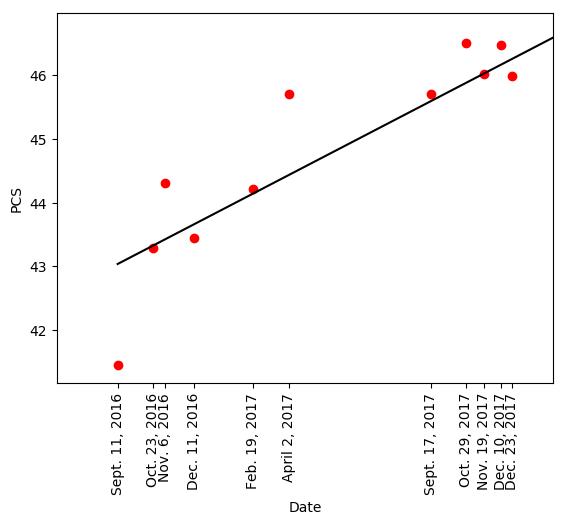 46
45
44
43
42
PCS
Sept. 11, 2016
Oct. 23, 2016
Nov. 6, 2016
Dec. 11, 2016
Feb. 19, 2017
April 2, 2017
Sept. 17, 2017
Oct. 29, 2017
Nov. 19, 2017
Dec. 10, 2017
Dec. 23, 2017
Date